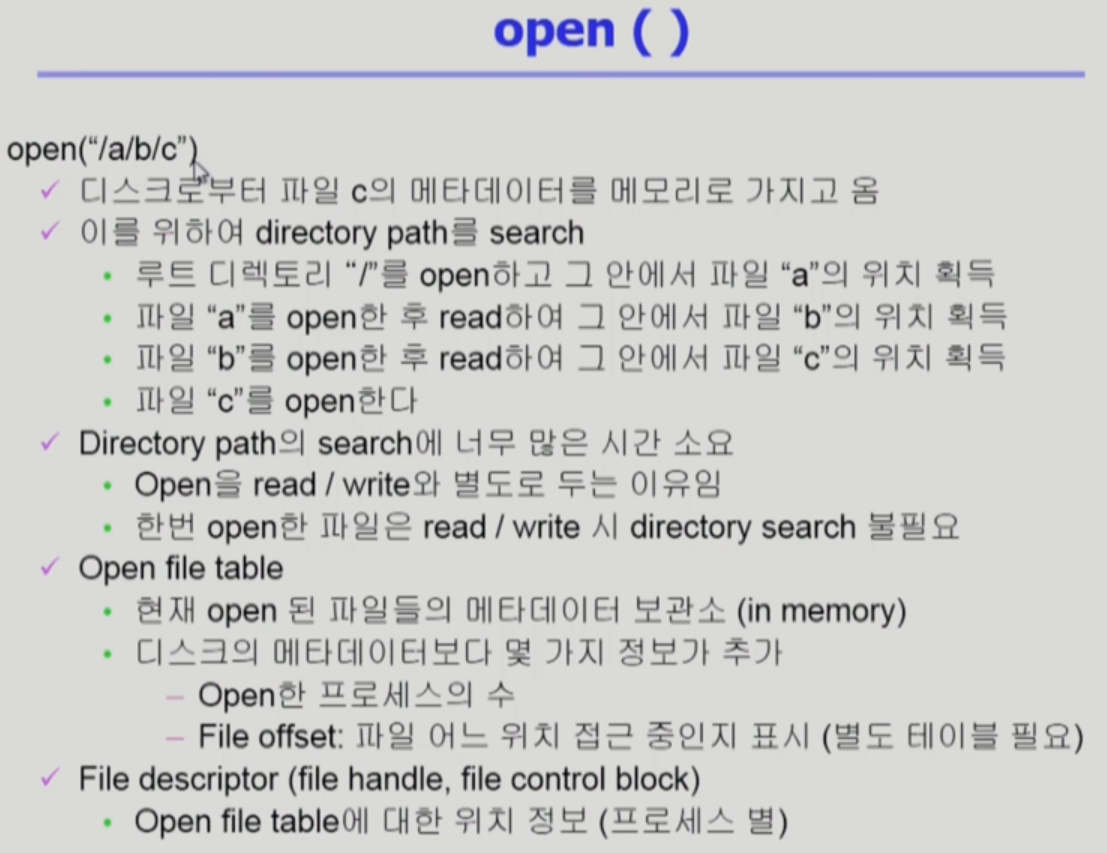 open ( )
open(“/a/b/c”)
✓ 디스크로부터 파일 c의 메타데이터를 메모리로 가지고 옴
✓ 이를 위하여 directory path를 search
• 루트 디렉토리 “/”를 open하고 그 안에서 파일 “a”의 위치 획득
• 파일 “a”를 open한 후 read하여 그 안에서 파일 “b”의 위치 획득
• 파일 “b”를 open한 후 read하여 그 안에서 파일 “c”의 위치 획득
• 파일 “c”를 open한다
✓ Directory path의 search에 너무 많은 시간 소요
• Open을 read / write와 별도로 두는 이유임
• 한번 open한 파일은 read / write 시 directory search 불필요
✓ Open file table
• 현재 open 된 파일들의 메타데이터 보관소 (in memory)
• 디스크의 메타데이터보다 몇 가지 정보가 추가
– Open한 프로세스의 수
– File offset: 파일 어느 위치 접근 중인지 표시 (별도 테이블 필요)
✓ File descriptor (file handle, file control block)
• Open file table에 대한 위치 정보 (프로세스 별)